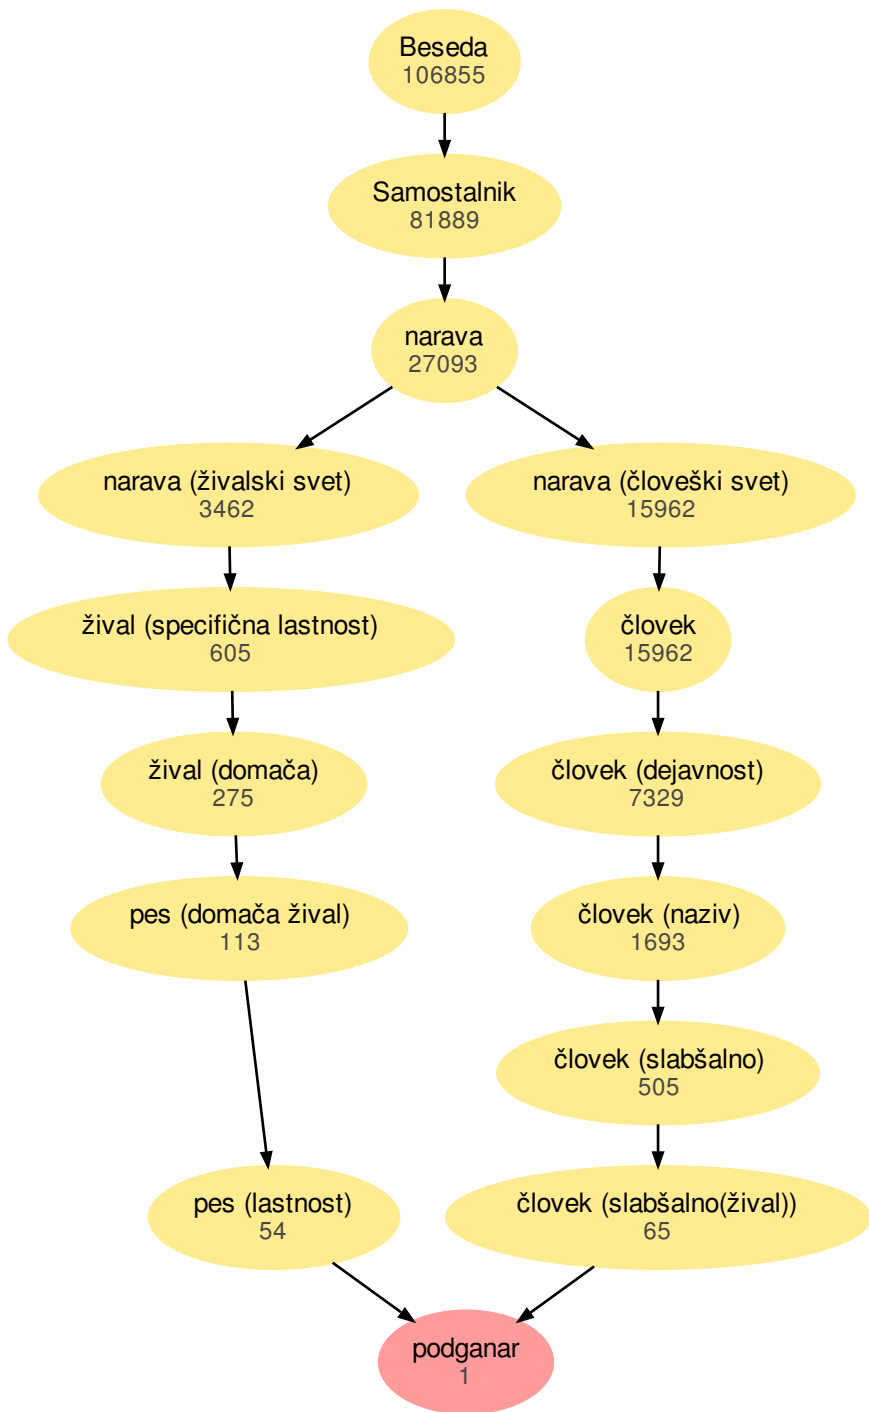 Beseda
106855
Samostalnik
81889
narava
27093
narava (živalski svet)
3462
narava (človeški svet)
15962
žival (specifična lastnost)
605
človek
15962
žival (domača)
275
človek (dejavnost)
7329
pes (domača žival)
113
človek (naziv)
1693
človek (slabšalno)
505
pes (lastnost)
54
človek (slabšalno(žival))
65
podganar
1